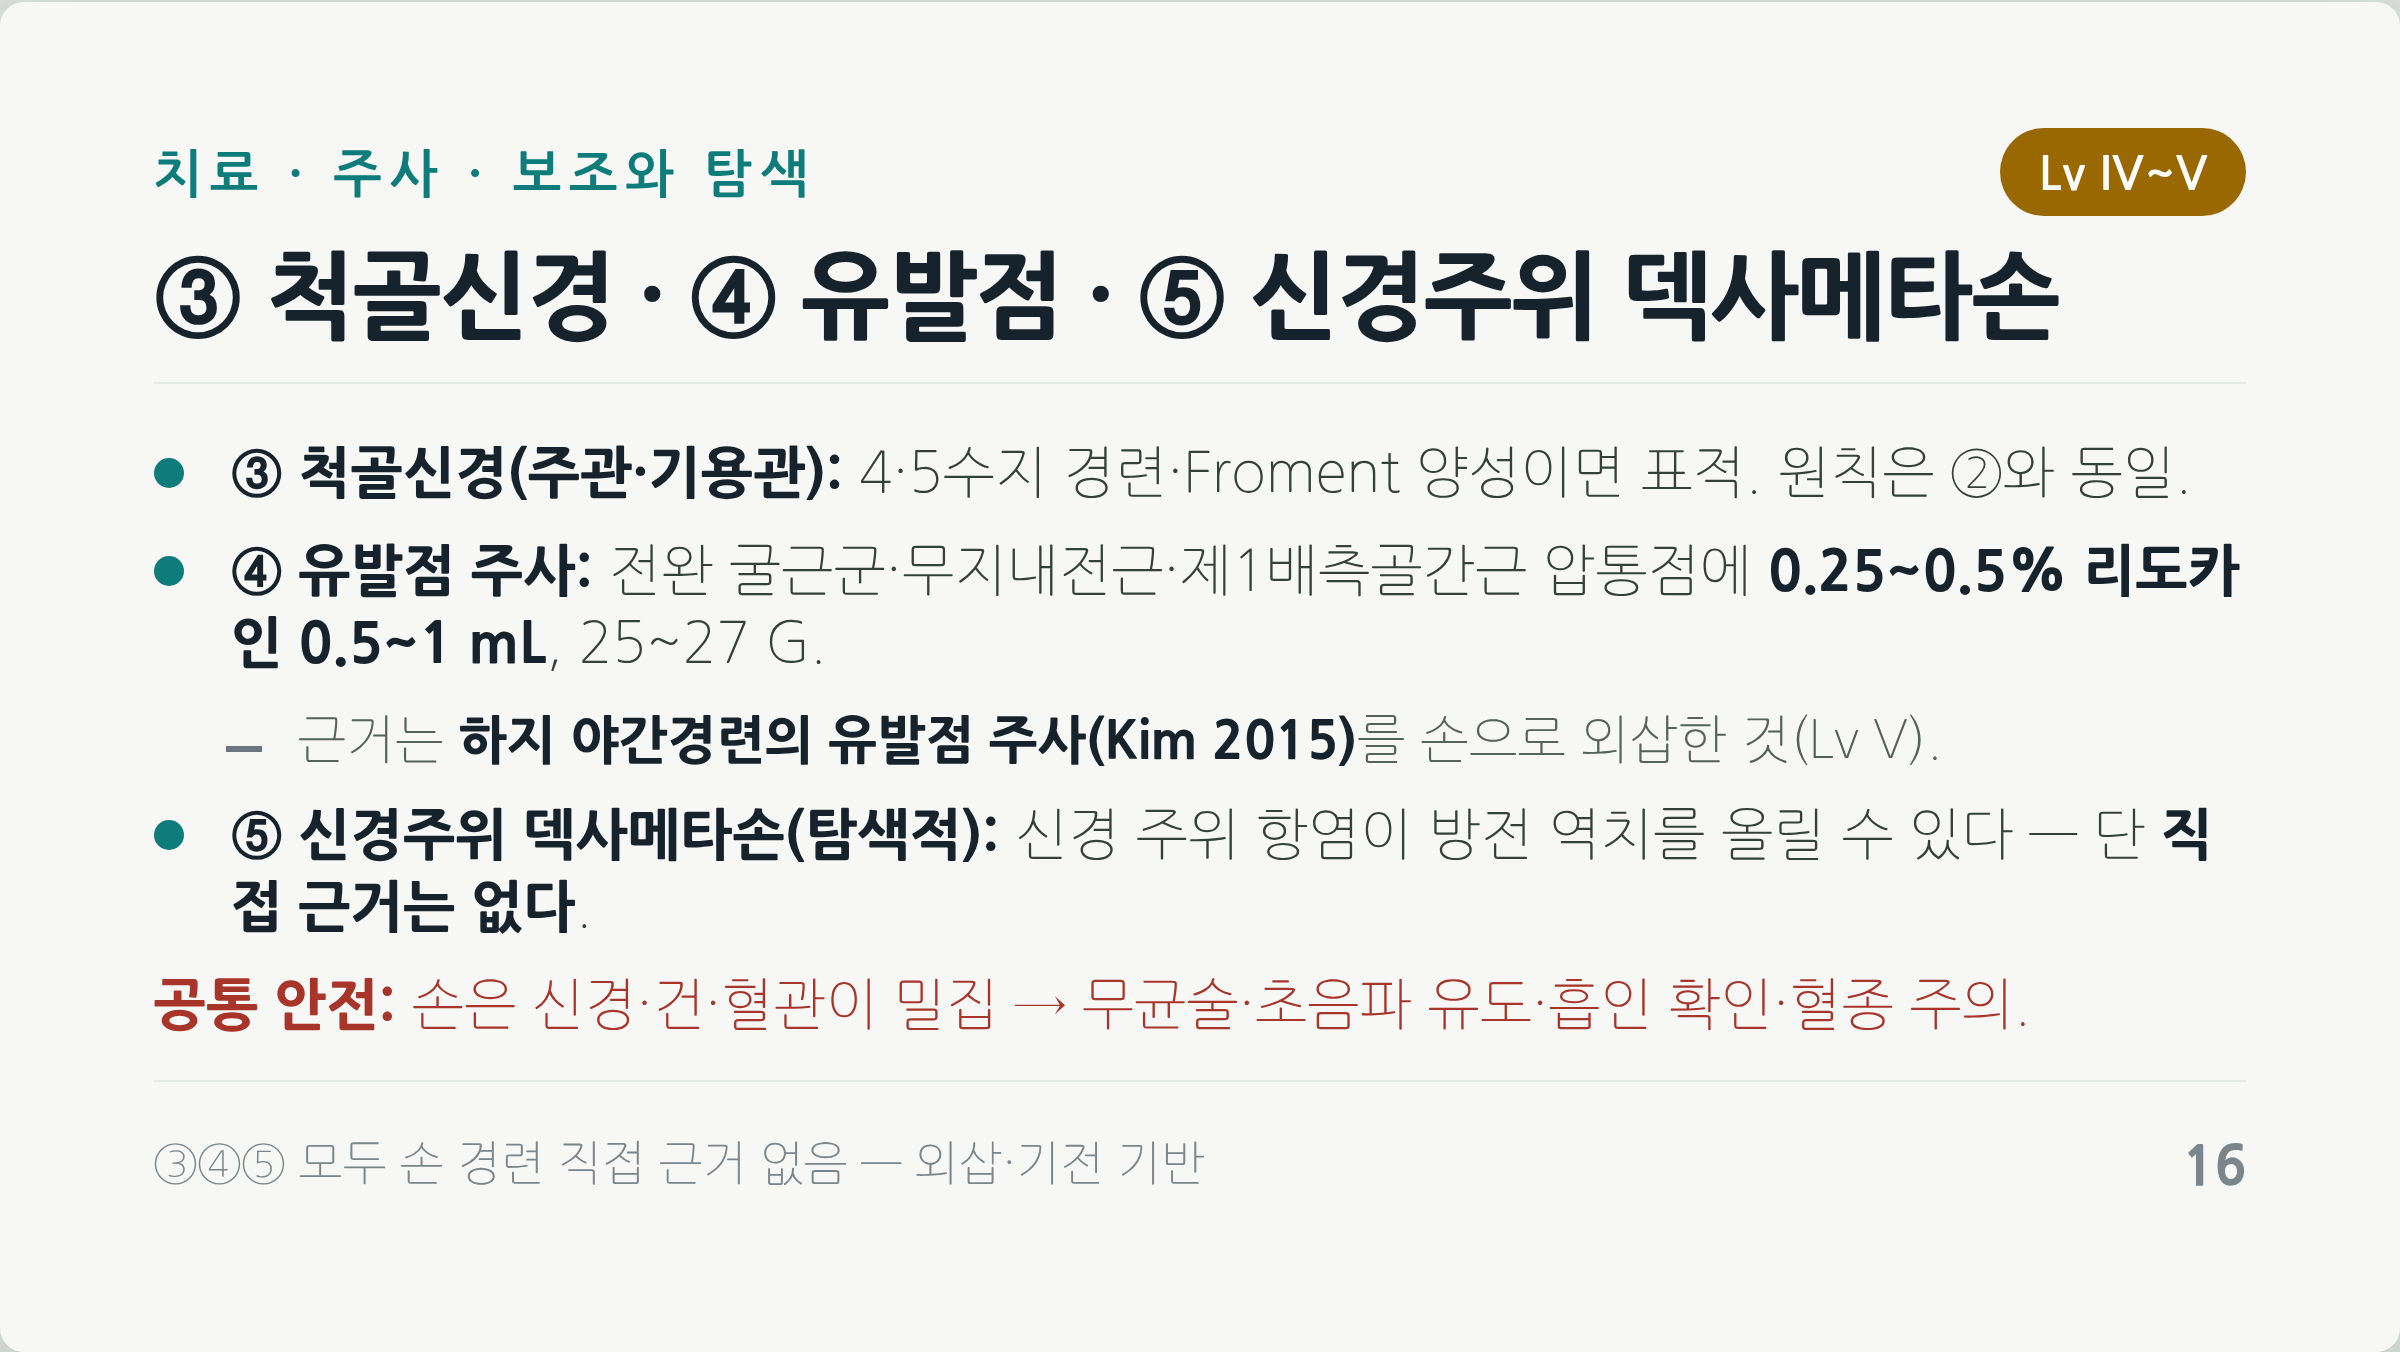 치료 · 주사 · 보조와 탐색
Lv IV~V
③ 척골신경 · ④ 유발점 · ⑤ 신경주위 덱사메타손
③ 척골신경(주관·기용관): 4·5수지 경련·Froment 양성이면 표적. 원칙은 ②와 동일.
④ 유발점 주사: 전완 굴근군·무지내전근·제1배측골간근 압통점에 0.25~0.5% 리도카
인 0.5~1 mL, 25~27 G.
– 근거는 하지 야간경련의 유발점 주사(Kim 2015)를 손으로 외삽한 것(Lv V).
⑤ 신경주위 덱사메타손(탐색적): 신경 주위 항염이 방전 역치를 올릴 수 있다 — 단 직
접 근거는 없다.
공통 안전: 손은 신경·건·혈관이 밀집 → 무균술·초음파 유도·흡인 확인·혈종 주의.
③④⑤ 모두 손 경련 직접 근거 없음 — 외삽·기전 기반
16